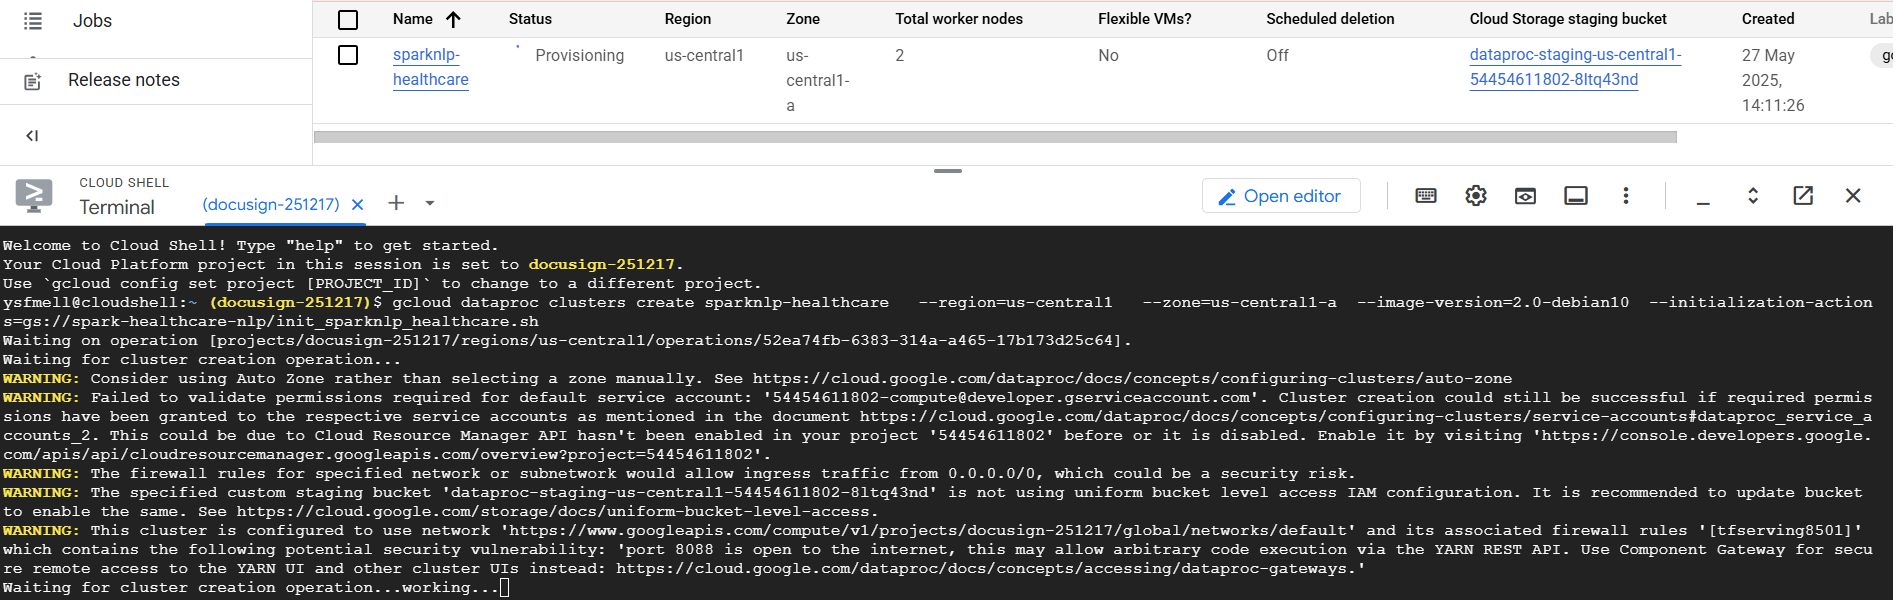 Jobs
Release notes
Name Status Region Zone Total worker nodes Flexible VMs? Scheduled deletion Cloud Storage staging bucket Created Lab
sparknlp- Provisioning us-central1 us- 2 No Off dataproc-staging-us-central1- 27 May go
healthcare central1- 54454611802-8ltq43nd 2025,
a 14:11:26
CLOUD SHELL
Terminal (docusign-251217) Open editor
Welcome to Cloud Shell! Type "help" to get started.
Your Cloud Platform project in this session is set to docusign-251217.
Use `gcloud config set project [PROJECT_ID]` to change to a different project.
ysfmell@cloudshell:~ (docusign-251217)$ gcloud dataproc clusters create sparknlp-healthcare   --region=us-central1   --zone=us-central1-a  --image-version=2.0-debian10  --initialization-action
s=gs://spark-healthcare-nlp/init_sparknlp_healthcare.sh
Waiting on operation [projects/docusign-251217/regions/us-central1/operations/52ea74fb-6383-314a-a465-17b173d25c64].
Waiting for cluster creation operation...
WARNING: Consider using Auto Zone rather than selecting a zone manually. See https://cloud.google.com/dataproc/docs/concepts/configuring-clusters/auto-zone
WARNING: Failed to validate permissions required for default service account: '54454611802-compute@developer.gserviceaccount.com'. Cluster creation could still be successful if required permis
sions have been granted to the respective service accounts as mentioned in the document https://cloud.google.com/dataproc/docs/concepts/configuring-clusters/service-accounts#dataproc_service_a
ccounts_2. This could be due to Cloud Resource Manager API hasn't been enabled in your project '54454611802' before or it is disabled. Enable it by visiting 'https://console.developers.google.
com/apis/api/cloudresourcemanager.googleapis.com/overview?project=54454611802'.
WARNING: The firewall rules for specified network or subnetwork would allow ingress traffic from 0.0.0.0/0, which could be a security risk.
WARNING: The specified custom staging bucket 'dataproc-staging-us-central1-54454611802-8ltq43nd' is not using uniform bucket level access IAM configuration. It is recommended to update bucket
to enable the same. See https://cloud.google.com/storage/docs/uniform-bucket-level-access.
WARNING: This cluster is configured to use network 'https://www.googleapis.com/compute/v1/projects/docusign-251217/global/networks/default' and its associated firewall rules '[tfserving8501]'
which contains the following potential security vulnerability: 'port 8088 is open to the internet, this may allow arbitrary code execution via the YARN REST API. Use Component Gateway for secu
re remote access to the YARN UI and other cluster UIs instead: https://cloud.google.com/dataproc/docs/concepts/accessing/dataproc-gateways.'
Waiting for cluster creation operation...working...